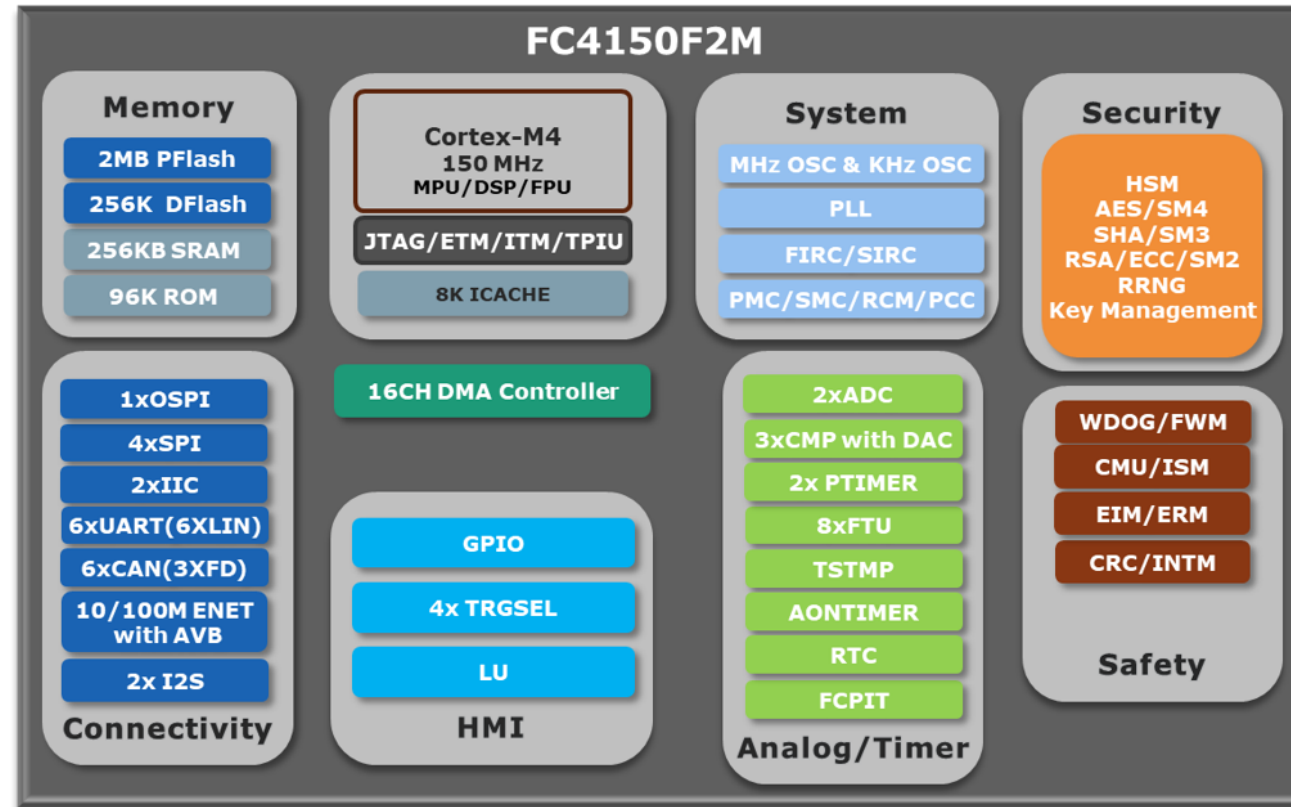 FC4150F2M
Memory
2MB PFlash
256K DFlash
256KB SRAM
96K ROM
Cortex-M4
150 MHz
MPU/DSP/FPU
JTAG/ETM/ITM/TPIU
8K ICACHE
System
MHz OSC & KHz OSC
PLL
FIRC/SIRC
PMC/SMC/RCM/PCC
Security
HSM
AES/SM4
SHA/SM3
RSA/ECC/SM2
RRNG
Key Management
1xOSPI
4xSPI
2xIIC
6xUART(6XLIN)
6xCAN(3XFD)
10/100M ENET
with AVB
2x I2S
Connectivity
16CH DMA Controller
GPIO
4x TRGSEL
LU
HMI
2xADC
3xCMP with DAC
2x PTIMER
8xFTU
TSTMP
AONTIMER
RTC
FCPIT
Analog/Timer
WDOG/FWM
CMU/ISM
EIM/ERM
CRC/INTM
Safety